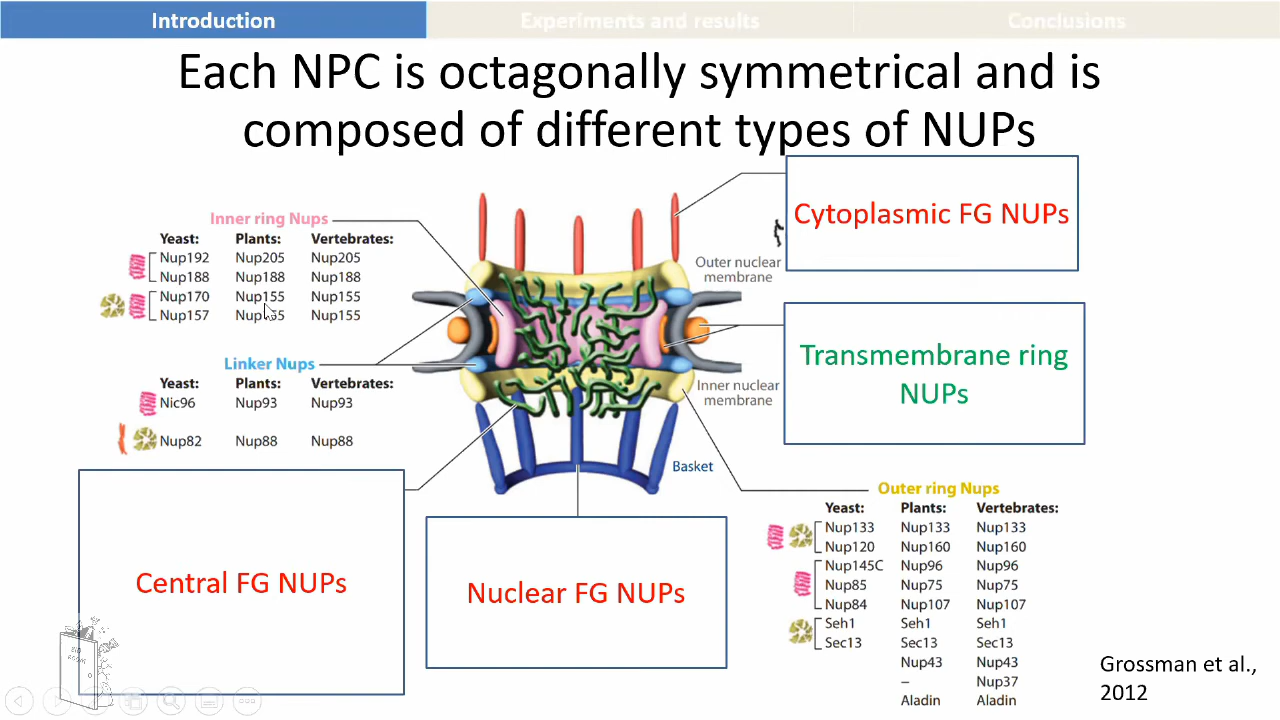 Introduction
Experiments and results
Conclusions
Each NPC is octagonally symmetrical and is
composed of different types of NUPs
Inner ring Nups
Yeast: Plants: Vertebrates:
Nup192 Nup205 Nup205
Nup188 Nup188 Nup188
Nup170 Nup155 Nup155
Nup157 Nup155 Nup155
Linker Nups
Yeast: Plants: Vertebrates:
Nic96 Nup93 Nup93
Nup82 Nup88 Nup88
Cytoplasmic FG NUPs
Outer nuclear
membrane
Transmembrane ring
NUPs
Inner nuclear
membrane
Basket
Central FG NUPs
Nuclear FG NUPs
Outer ring Nups
Yeast: Plants: Vertebrates:
Nup133 Nup133 Nup133
Nup120 Nup160 Nup160
Nup145C Nup96 Nup96
Nup85 Nup75 Nup75
Nup84 Nup107 Nup107
Seh1 Seh1 Seh1
Sec13 Sec13 Sec13
Nup43 Nup43
– Nup37
Aladin Aladin
Grossman et al.,
2012